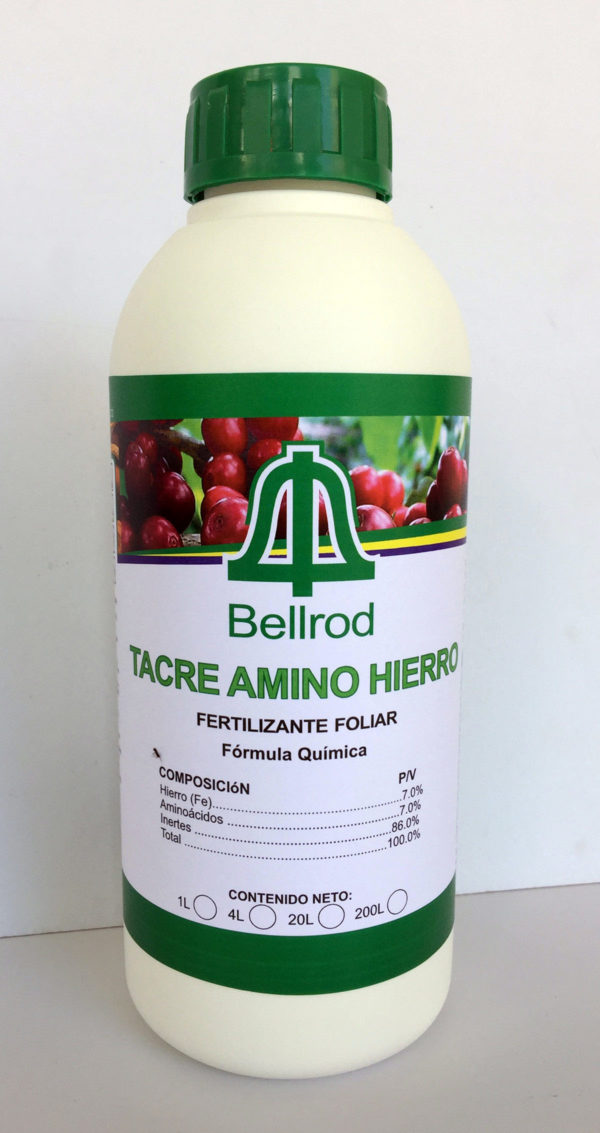 Bellrod
TACRE AMINO HIERRO
FERTILIZANTE FOLIAR
Fórmula Química
COMPOSICIóN P/V
Hierro (Fe)........................................................7.0%
Aminoácidos ....................................................7.0%
Inertes ............................................................86.0%
Total ..............................................................100.0%
CONTENIDO NETO:
1L 4L 20L 200L